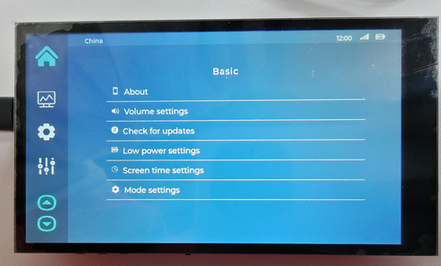 China 12:00
Basic
About
Volume settings
Check for updates
Low power settings
Screen time settings
Mode settings